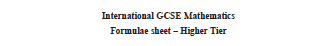 International GCSE Mathematics
Formulae sheet – Higher Tier